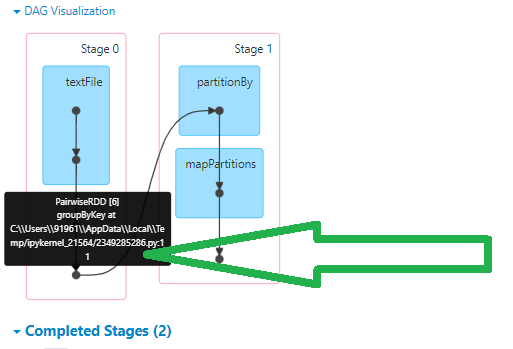 DAG Visualization
Stage 0
Stage 1
textFile
partitionBy
mapPartitions
PairwiseRDD [6]
groupByKey at
C:\\Users\\91961\\AppData\\Local\\Te
mp/ipykernel_21564/2349285286.py:1
1
Completed Stages (2)